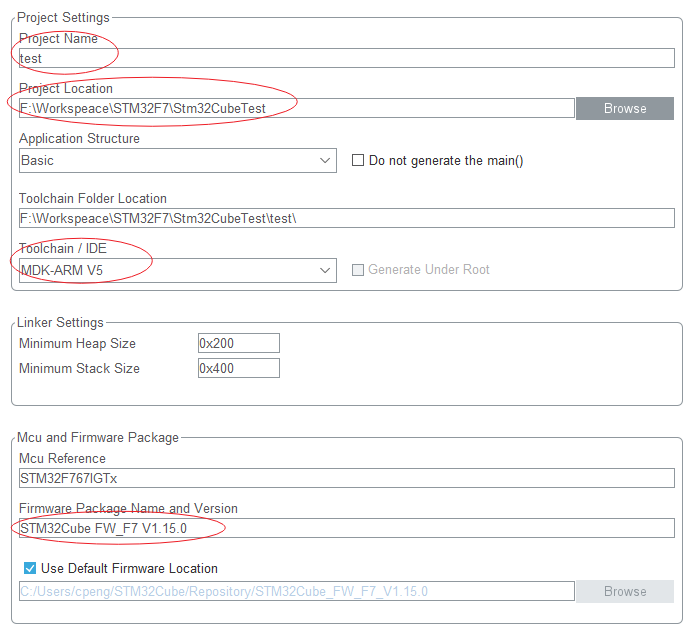 Project Settings
Project Name
test
Project Location
F:\Workspeace\STM32F7\Stm32CubeTest
Browse
Application Structure
Basic
Do not generate the main()
Toolchain Folder Location
F:\Workspeace\STM32F7\Stm32CubeTest\test\
Toolchain / IDE
MDK-ARM V5
Generate Under Root
Linker Settings
Minimum Heap Size
0x200
Minimum Stack Size
0x400
Mcu and Firmware Package
Mcu Reference
STM32F767IGTx
Firmware Package Name and Version
STM32Cube FW_F7 V1.15.0
Use Default Firmware Location
C:/Users/cpeng/STM32Cube/Repository/STM32Cube_FW_F7_V1.15.0
Browse